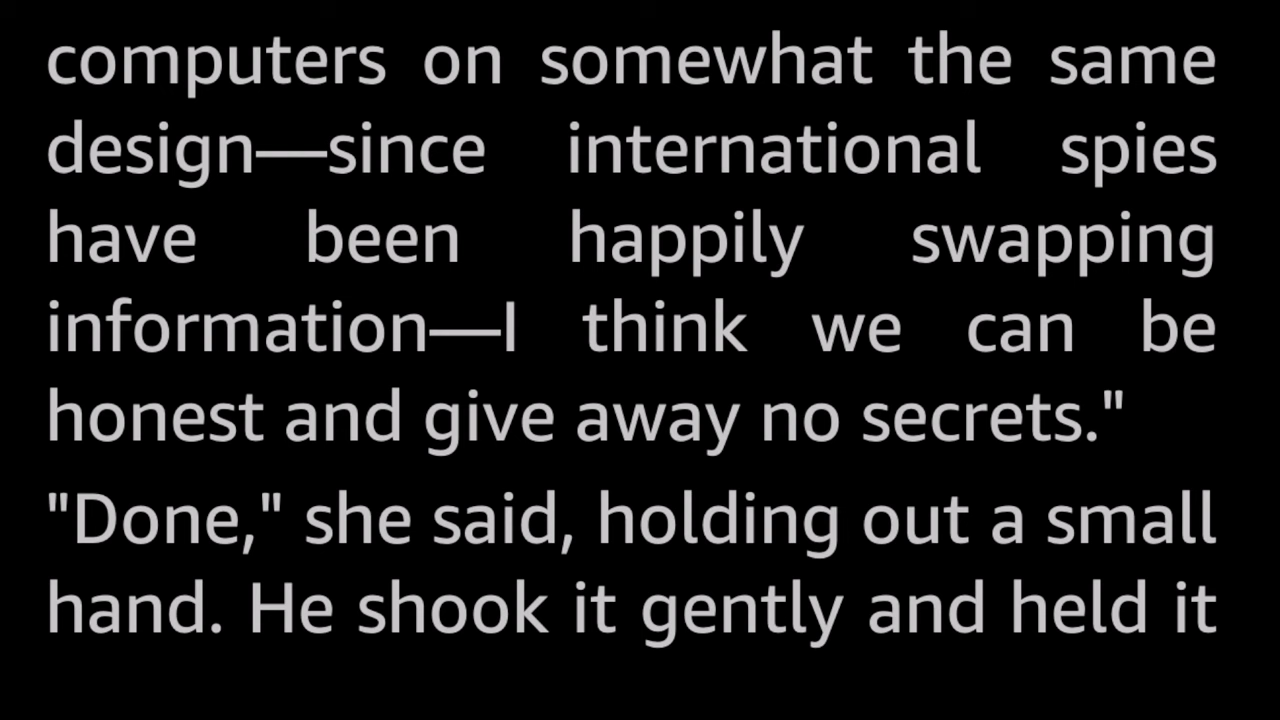 computers on somewhat the same
design—since international spies
have been happily swapping
information—I think we can be
honest and give away no secrets."
"Done," she said, holding out a small
hand. He shook it gently and held it